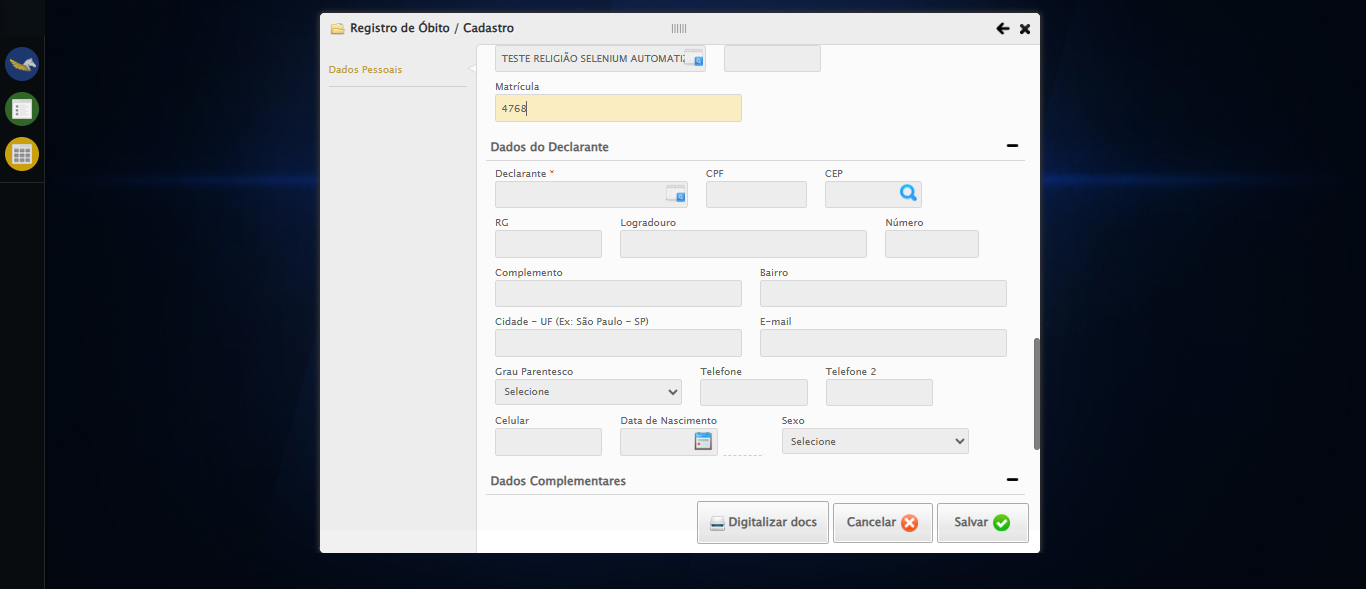 Registro de Óbito / Cadastro
Dados Pessoais
TESTE RELIGIÃO SELENIUM AUTOMATI
Matrícula
4768
Dados do Declarante
Declarante * CPF CEP
RG Logradouro Número
Complemento Bairro
Cidade - UF (Ex: São Paulo - SP) E-mail
Grau Parentesco Telefone Telefone 2
Selecione
Celular Data de Nascimento Sexo
Selecione
Dados Complementares
Digitalizar docs Cancelar Salvar